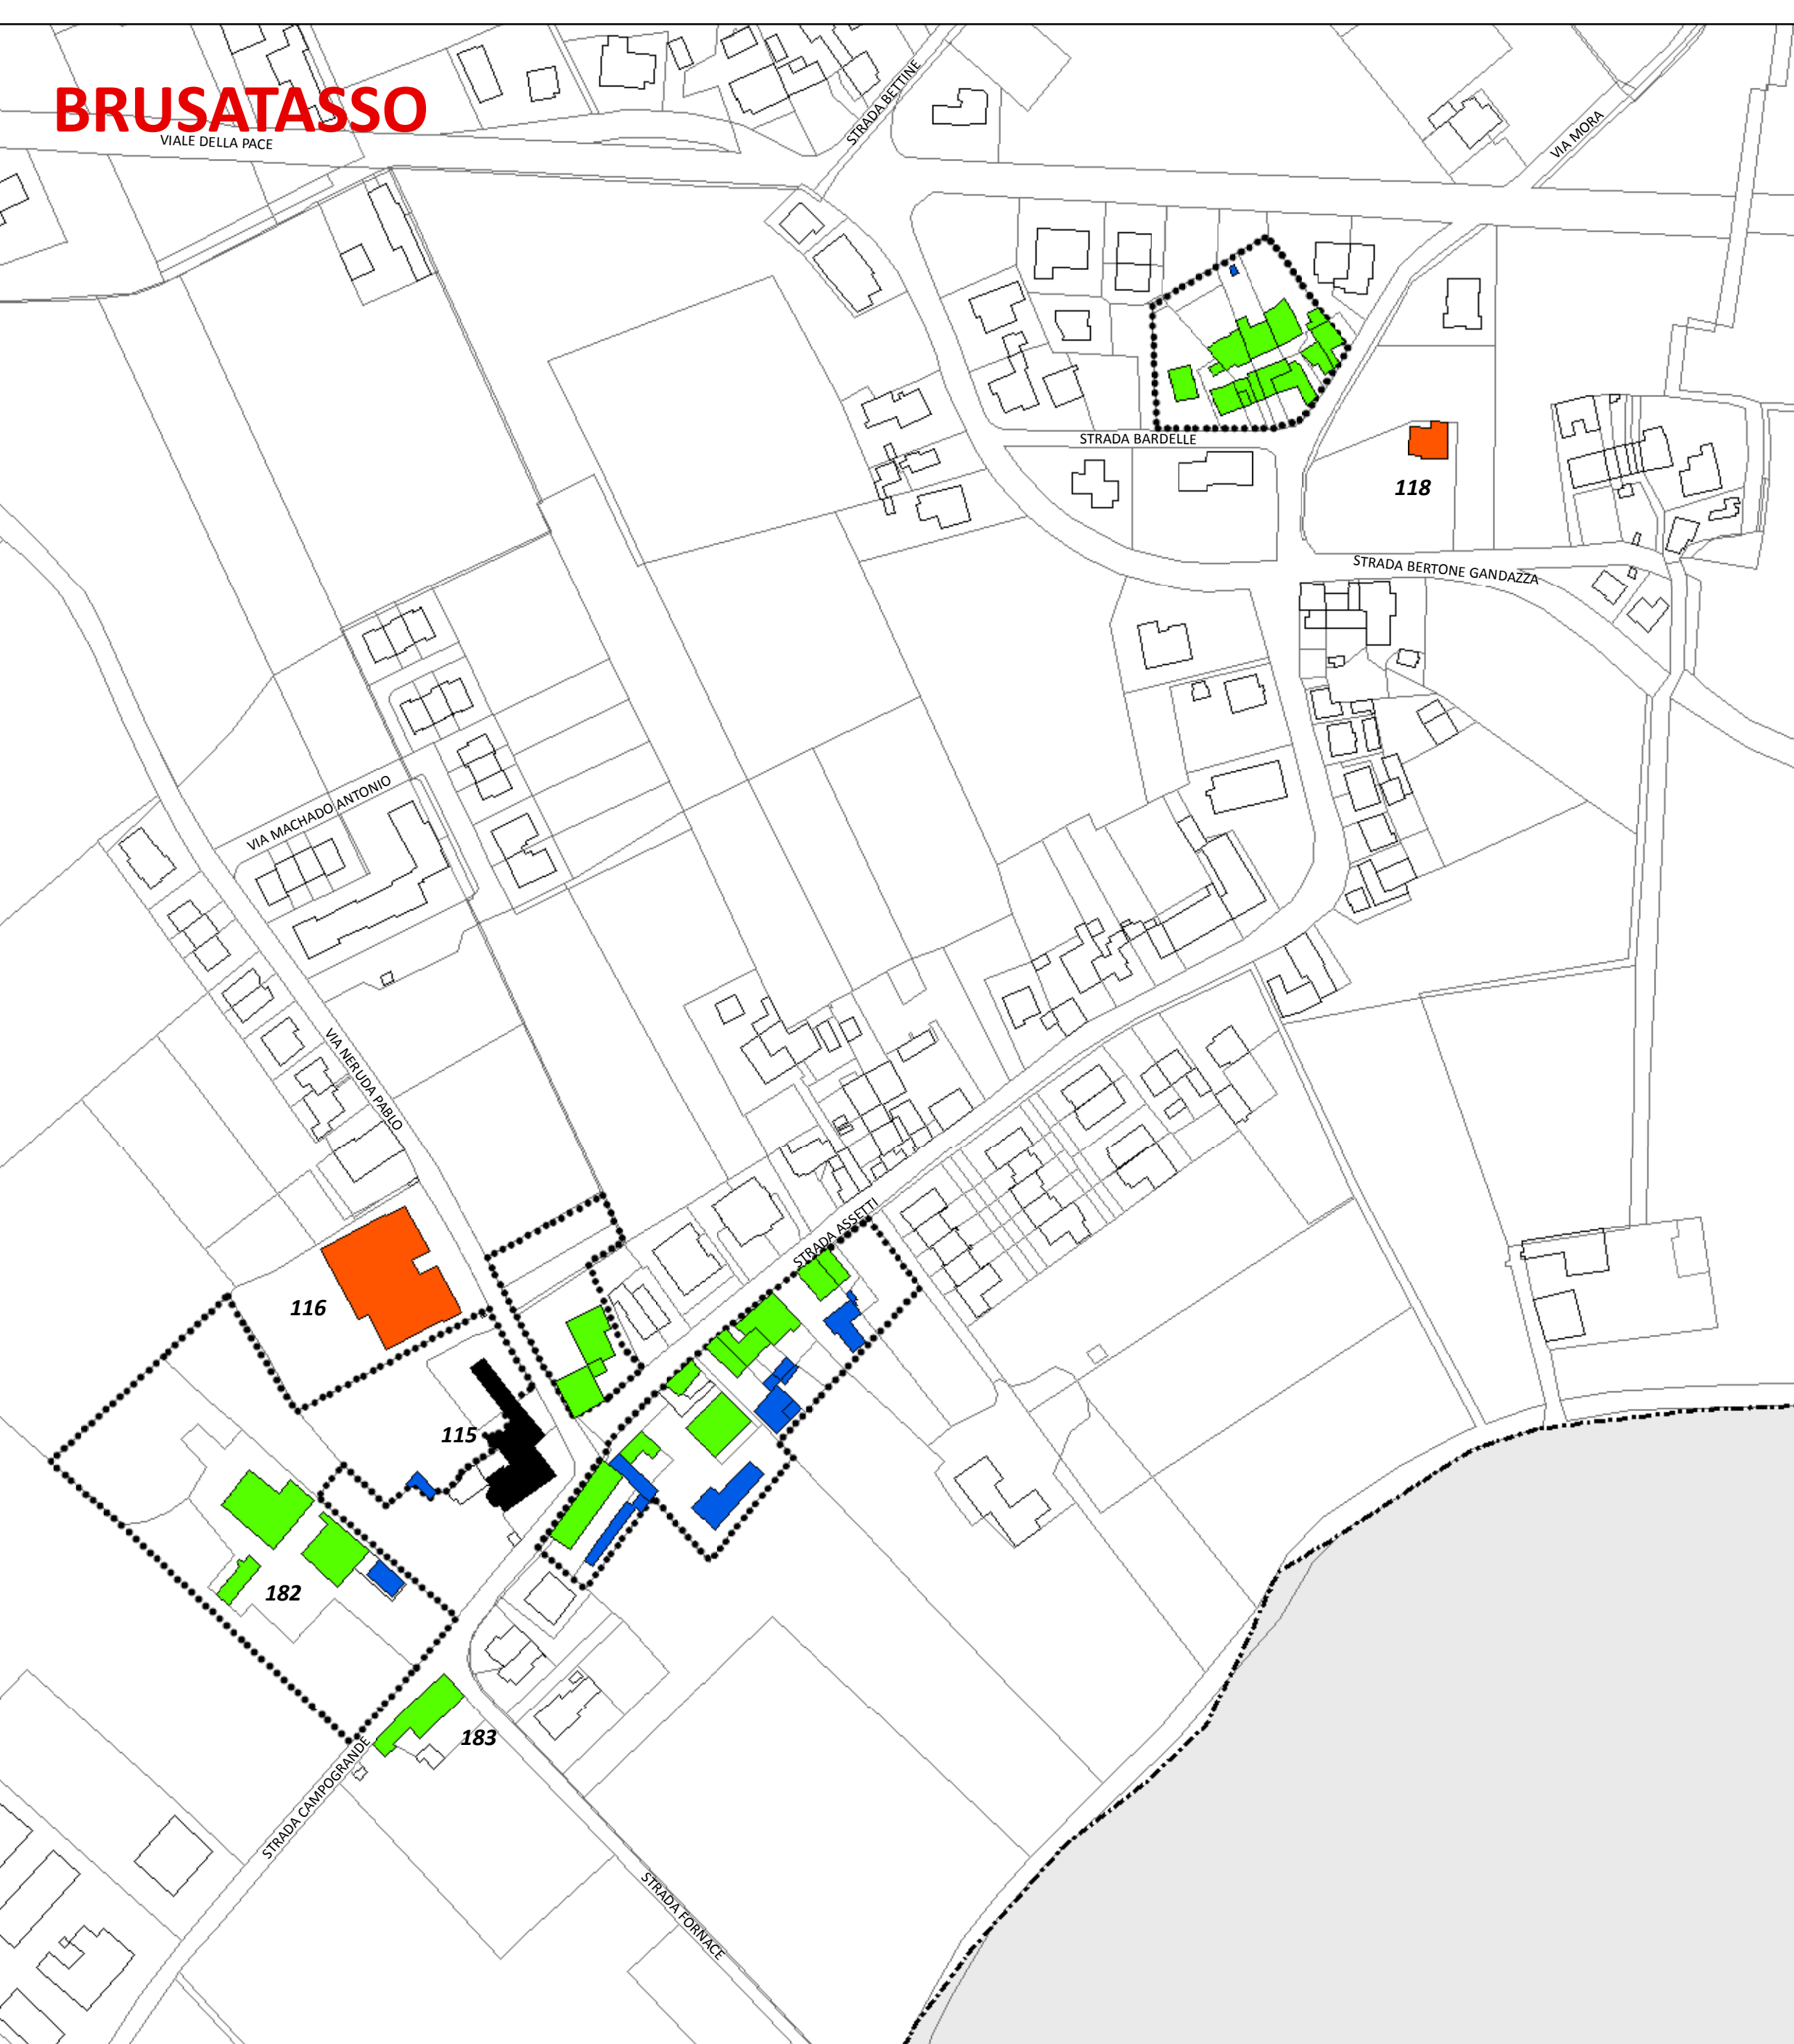 BRUSATASSO
VIALE DELLA PACE
STRADA BETTINE
VIA MORA
STRADA BARDELLE
118
STRADA BERTONE GANDAZZA
VIA MACHADO ANTONIO
VIA NERUDA PABLO
STRADA ASSETTI
116
115
182
183
STRADA CAMPOGRANDE
STRADA FORNACE